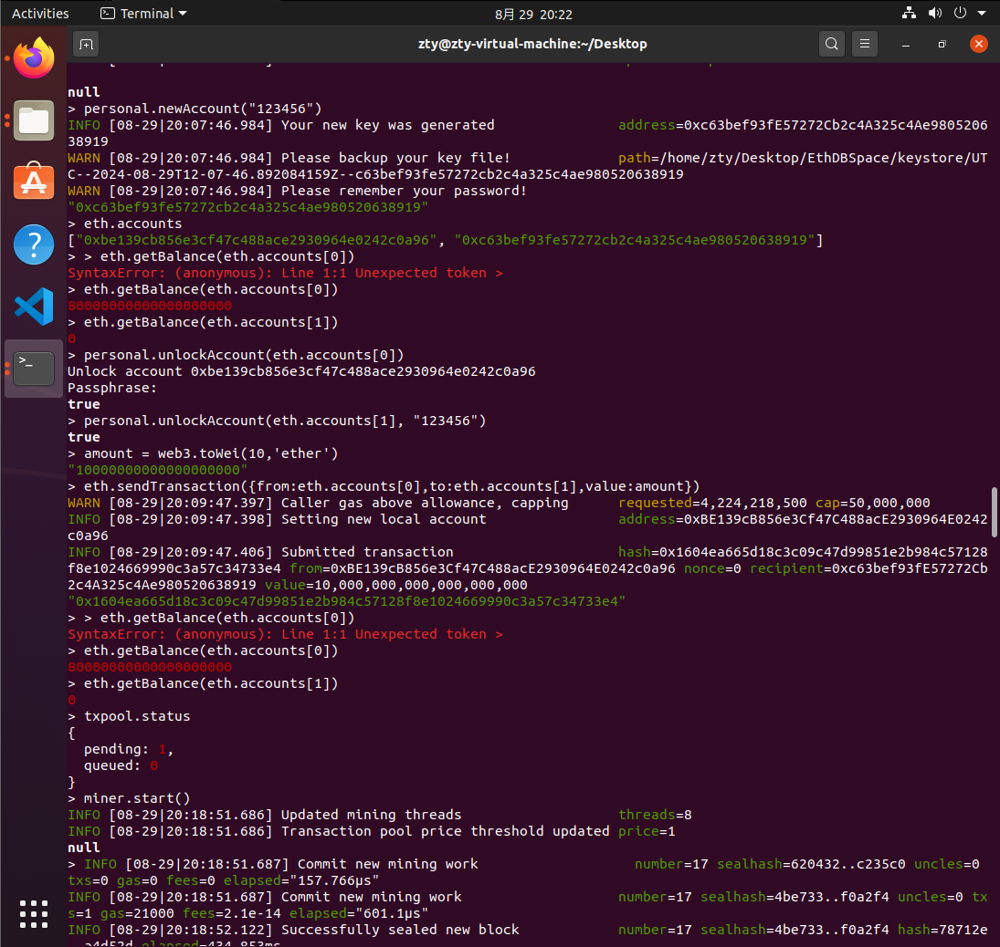 Activities
Terminal
8月 29 20:22
zty@zty-virtual-machine:~/Desktop
null
> personal.newAccount("123456")
INFO [08-29|20:07:46.984] Your new key was generated address=0xc63bef93fE57272Cb2c4A325c4Ae9805206
38919
WARN [08-29|20:07:46.984] Please backup your key file! path=/home/zty/Desktop/EthDBSpace/keystore/UT
C--2024-08-29T12-07-46.892084159Z--c63bef93fe57272cb2c4a325c4ae980520638919
WARN [08-29|20:07:46.984] Please remember your password!
"0xc63bef93fe57272cb2c4a325c4ae980520638919"
> eth.accounts
["0xbe139cb856e3cf47c488ace2930964e0242c0a96", "0xc63bef93fe57272cb2c4a325c4ae980520638919"]
> > eth.getBalance(eth.accounts[0])
SyntaxError: (anonymous): Line 1:1 Unexpected token >
> eth.getBalance(eth.accounts[0])
80000000000000000000
> eth.getBalance(eth.accounts[1])
0
> personal.unlockAccount(eth.accounts[0])
Unlock account 0xbe139cb856e3cf47c488ace2930964e0242c0a96
Passphrase:
true
> personal.unlockAccount(eth.accounts[1], "123456")
true
> amount = web3.toWei(10,'ether')
"10000000000000000000"
> eth.sendTransaction({from:eth.accounts[0],to:eth.accounts[1],value:amount})
WARN [08-29|20:09:47.397] Caller gas above allowance, capping requested=4,224,218,500 cap=50,000,000
INFO [08-29|20:09:47.398] Setting new local account address=0xBE139cB856e3Cf47C488acE2930964E0242
c0a96
INFO [08-29|20:09:47.406] Submitted transaction hash=0x1604ea665d18c3c09c47d99851e2b984c57128
f8e1024669990c3a57c34733e4 from=0xBE139cB856e3Cf47C488acE2930964E0242c0a96 nonce=0 recipient=0xc63bef93fE57272Cb
2c4A325c4Ae980520638919 value=10,000,000,000,000,000,000
"0x1604ea665d18c3c09c47d99851e2b984c57128f8e1024669990c3a57c34733e4"
> > eth.getBalance(eth.accounts[0])
SyntaxError: (anonymous): Line 1:1 Unexpected token >
> eth.getBalance(eth.accounts[0])
80000000000000000000
> eth.getBalance(eth.accounts[1])
0
> txpool.status
{
pending: 1,
queued: 0
}
> miner.start()
INFO [08-29|20:18:51.686] Updated mining threads threads=8
INFO [08-29|20:18:51.686] Transaction pool price threshold updated price=1
null
> INFO [08-29|20:18:51.687] Commit new mining work number=17 sealhash=620432..c235c0 uncles=0
txs=0 gas=0 fees=0 elapsed="157.766µs"
INFO [08-29|20:18:51.687] Commit new mining work number=17 sealhash=4be733..f0a2f4 uncles=0 tx
s=1 gas=21000 fees=2.1e-14 elapsed="601.1µs"
INFO [08-29|20:18:52.122] Successfully sealed new block number=17 sealhash=4be733..f0a2f4 hash=78712e